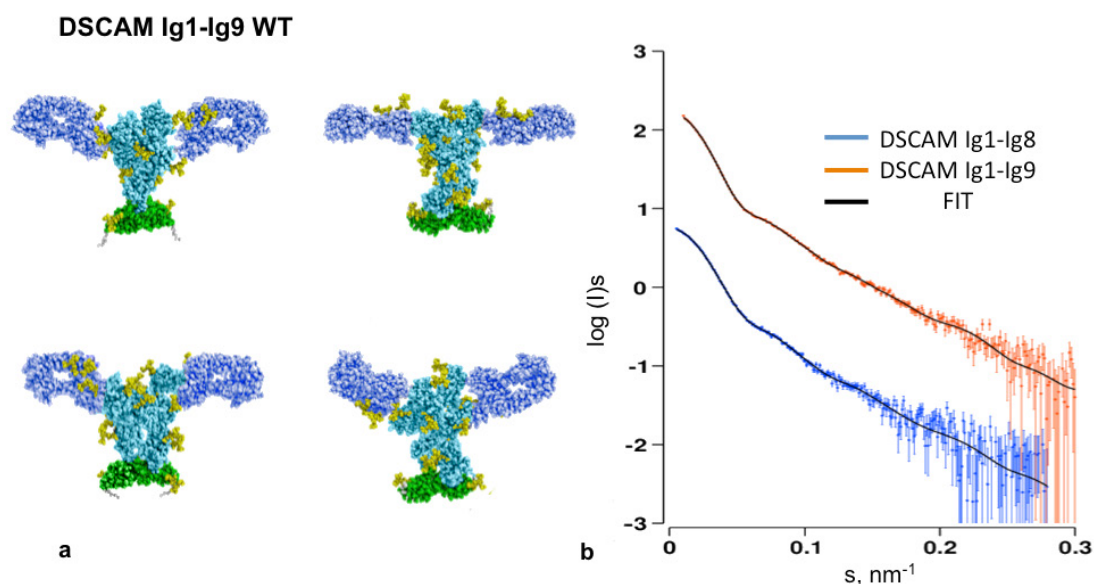 DSCAM Ig1-Ig9 WT
a
3
2
1
0
-1
-2
-3
log (I)s
DSCAM Ig1-Ig8
DSCAM Ig1-Ig9
FIT
0
0.1
0.2
0.3
s, nm⁻¹
b